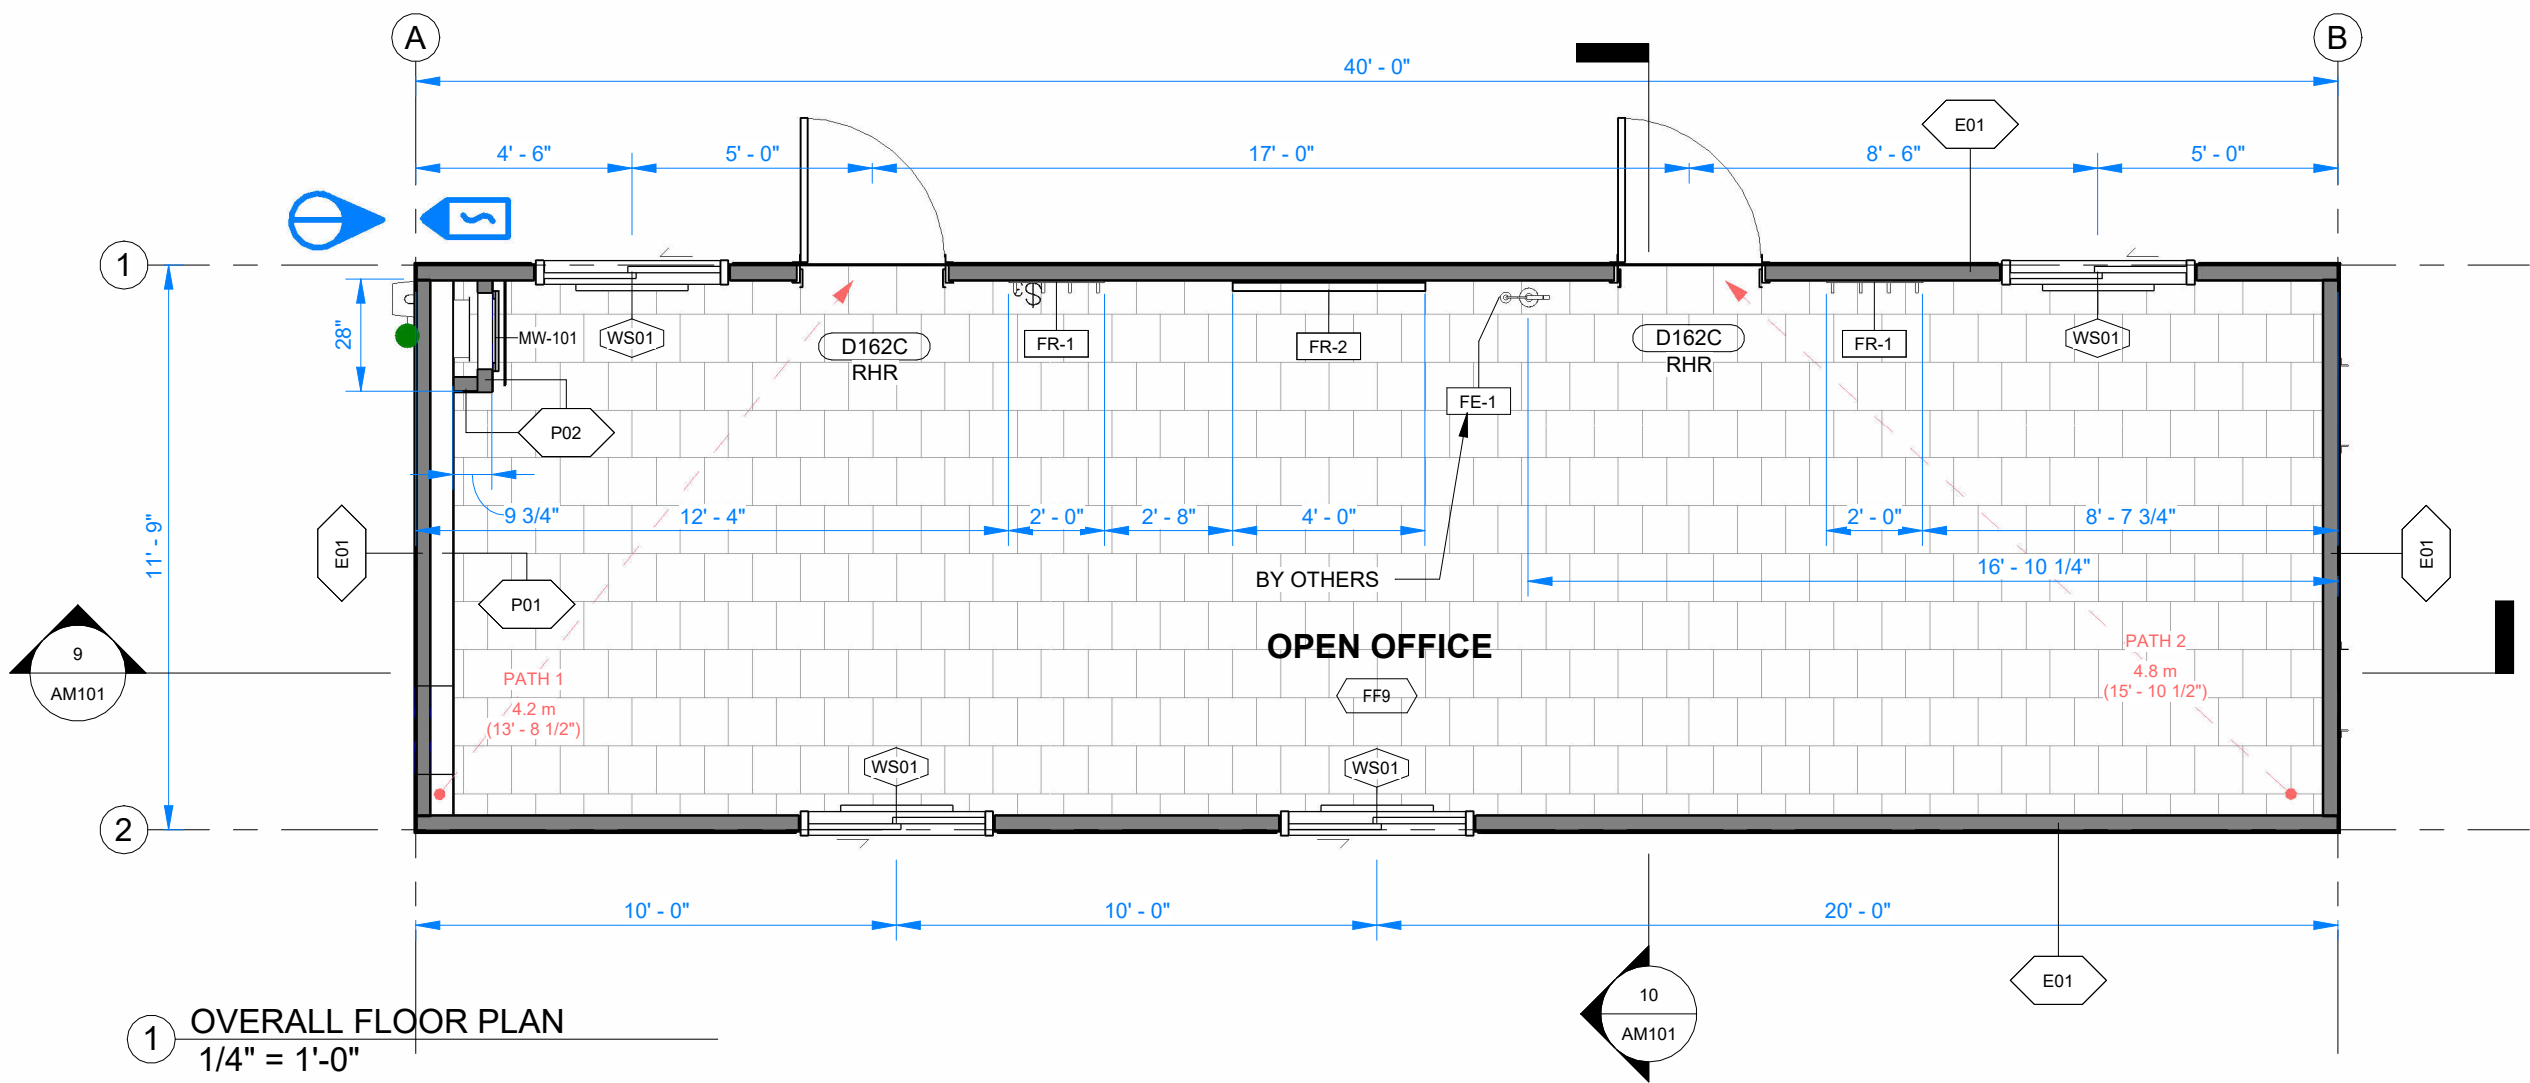 A
B
40' - 0"
E01
4' - 6"
5' - 0"
17' - 0"
8' - 6"
5' - 0"
1
28"
MW-101
WS01
D162C
RHR
$
3
FR-1
FR-2
FE-1
D162C
RHR
FR-1
WS01
P02
9 3/4"
12' - 4"
2' - 0"
2' - 8"
4' - 0"
2' - 0"
8' - 7 3/4"
11' - 9"
E01
E01
16' - 10 1/4"
BY OTHERS
P01
OPEN OFFICE
9
AM101
PATH 1
4.2 m
(13' - 8 1/2")
FF9
PATH 2
4.8 m
(15' - 10 1/2")
WS01
WS01
2
10' - 0"
10' - 0"
20' - 0"
E01
10
AM101
1
OVERALL FLOOR PLAN
1/4" = 1'-0"